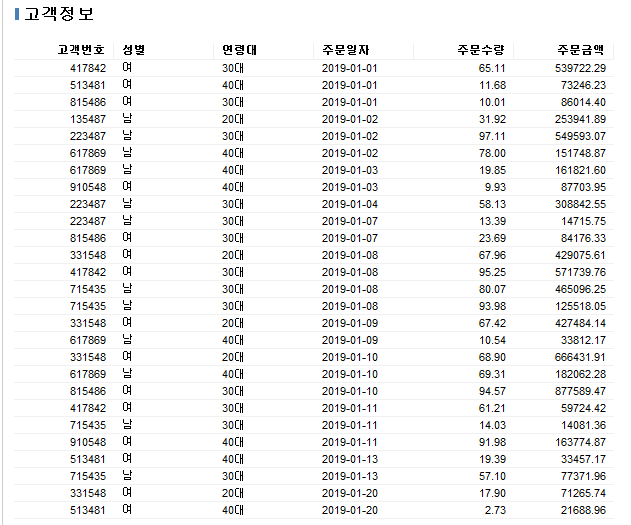 고객정보
고객번호 성별 연령대 주문일자 주문수량 주문금액
417842 여 30대 2019-01-01 65.11 539722.29
513481 여 40대 2019-01-01 11.68 73246.23
815486 여 30대 2019-01-01 10.01 86014.40
135487 남 20대 2019-01-02 31.92 253941.89
223487 남 30대 2019-01-02 97.11 549593.07
617869 남 40대 2019-01-02 78.00 151748.87
617869 남 40대 2019-01-03 19.85 161821.60
910548 여 40대 2019-01-03 9.93 87703.95
223487 남 30대 2019-01-04 58.13 308842.55
223487 남 30대 2019-01-07 13.39 14715.75
815486 여 30대 2019-01-07 23.69 84176.33
331548 여 20대 2019-01-08 67.96 429075.61
417842 여 30대 2019-01-08 95.25 571739.76
715435 남 30대 2019-01-08 80.07 465096.25
715435 남 30대 2019-01-08 93.98 125518.05
331548 여 20대 2019-01-09 67.42 427484.14
617869 남 40대 2019-01-09 10.54 33812.17
331548 여 20대 2019-01-10 68.90 666431.91
617869 남 40대 2019-01-10 69.31 182062.28
815486 여 30대 2019-01-10 94.57 877589.47
417842 여 30대 2019-01-11 61.21 59724.42
715435 남 30대 2019-01-11 14.03 14081.36
910548 여 40대 2019-01-11 91.98 163774.87
513481 여 40대 2019-01-13 19.39 33457.17
715435 남 30대 2019-01-13 57.10 77371.96
331548 여 20대 2019-01-20 17.90 71265.74
513481 여 40대 2019-01-20 2.73 21688.96